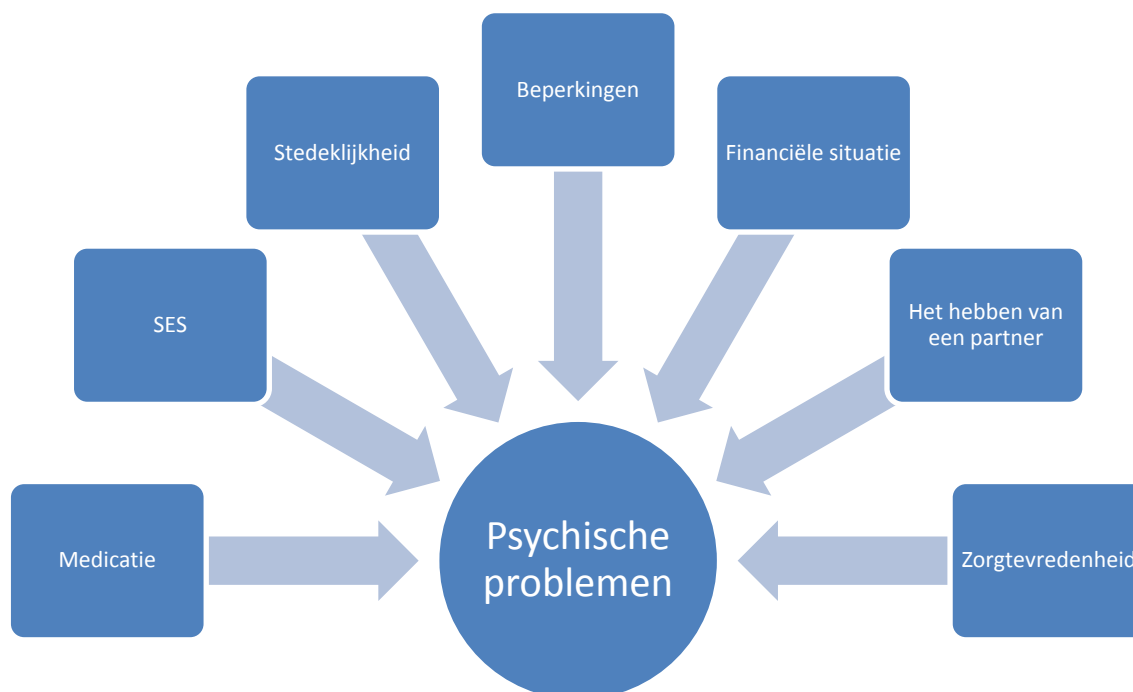 Beperkingen
Stedeklijkheid
Financiële situatie
SES
Het hebben van
een partner
Medicatie
Psychische
problemen
Zorgtevredenheid